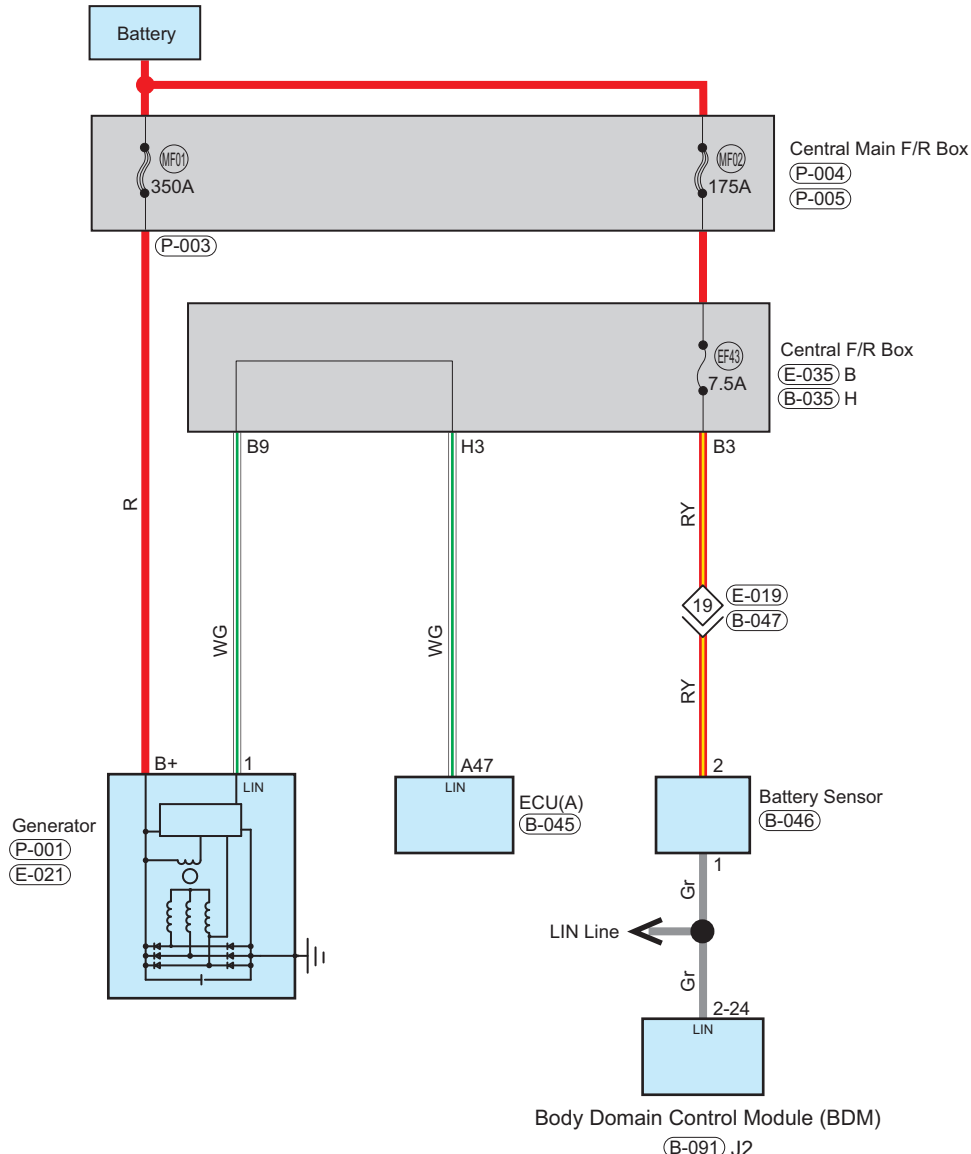 Battery
MF01
350A
MF02
175A
Central Main F/R Box
P-004
P-005
P-003
EF43
7.5A
Central F/R Box
E-035 B
B-035 H
B9
H3
B3
R
WG
WG
RY
19
E-019
B-047
RY
B+
1
LIN
A47
LIN
2
Generator
P-001
E-021
ECU(A)
B-045
Battery Sensor
B-046
1
Gr
LIN Line
Gr
2-24
LIN
Body Domain Control Module (BDM)
B-091 J2